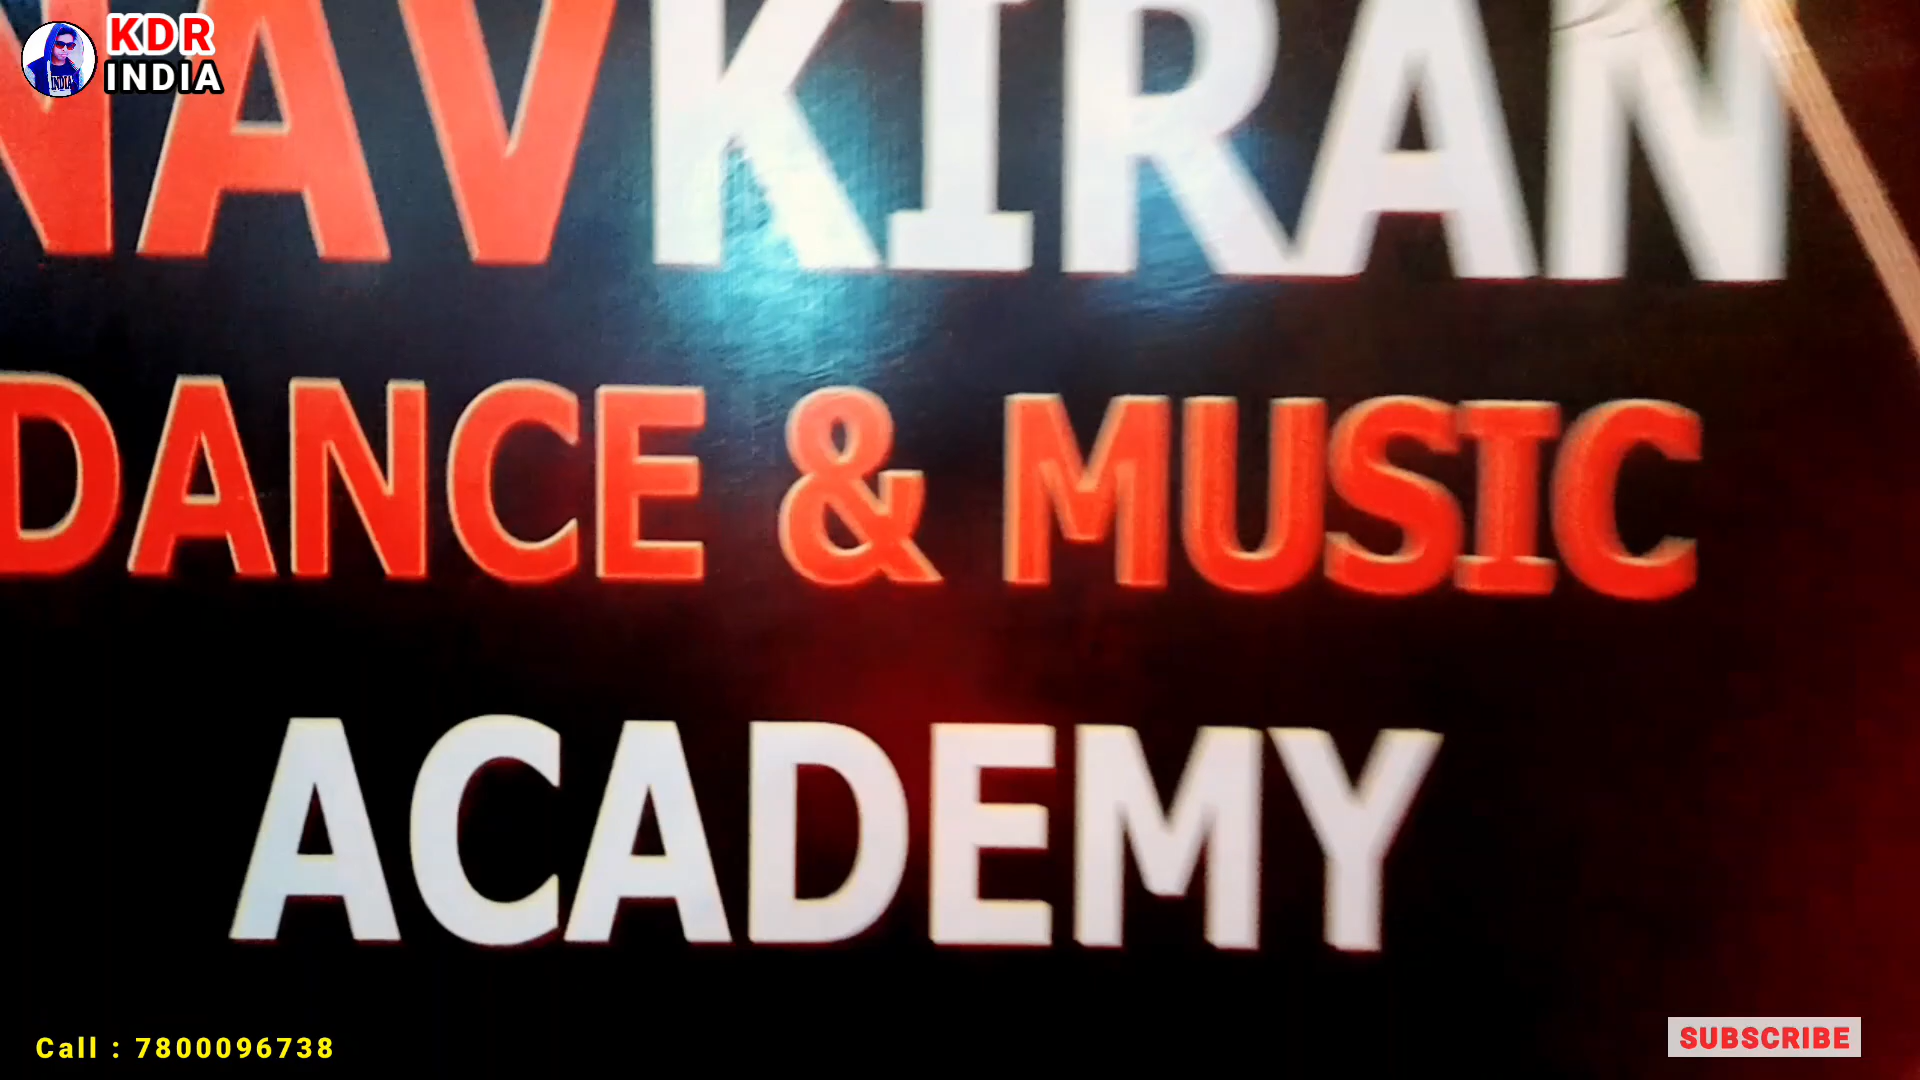 KDR
INDIA
NAVKIRAN
DANCE & MUSIC
ACADEMY
Call : 7800096738
SUBSCRIBE